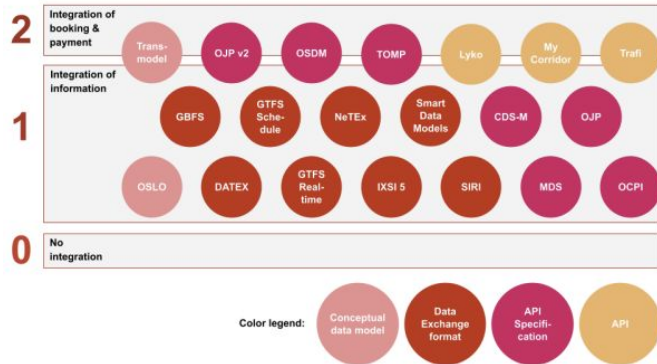 2
Integration of
booking &
payment
Trans-
model
OJP v2
OSDM
TOMP
Lyko
My
Corridor
Trafi
1
Integration of
information
GBFS
GTFS
Sche-
dule
NeTEx
Smart
Data
Models
CDS-M
OJP
OSLO
DATEX
GTFS
Real-
time
IXSI 5
SIRI
MDS
OCPI
0
No
integration
Color legend:
Conceptual
data model
Data
Exchange
format
API
Specifi-
cation
API